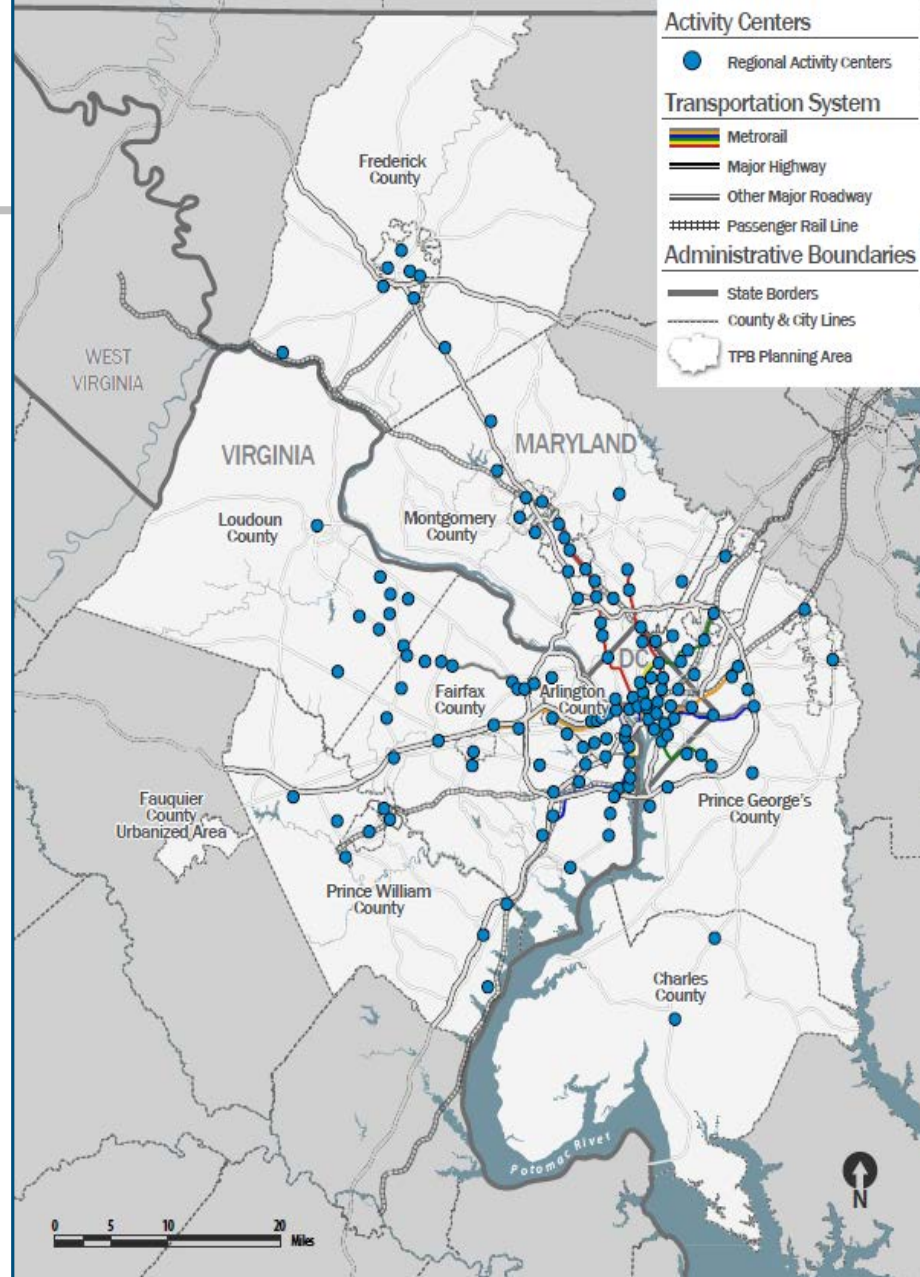 Activity Centers
Regional Activity Centers
Transportation System
Metrorail
Major Highway
Other Major Roadway
Passenger Rail Line
Administrative Boundaries
State Borders
County & City Lines
TPB Planning Area
Frederick
County
WEST
VIRGINIA
VIRGINIA
MARYLAND
Loudoun
County
Montgomery
County
DC
Fairfax
County
Arlington
County
Fauquier
County
Urbanized Area
Prince George's
County
Prince William
County
Charles
County
Potomac River
N
0 5 10 20
Miles